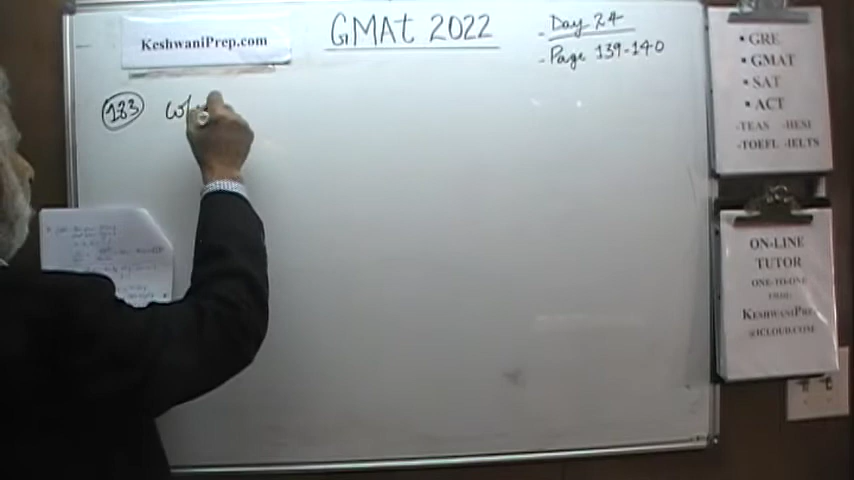 KeshwaniPrep.com
GMAt 2022
- Day 24
- Page 139-140
183
• GRE
• GMAT
• SAT
• ACT
-TEAS -HESI
-TOEFL -IELTS
ON-LINE
TUTOR
ONE-TO-ONE
EMAIL:
KESHWANIPREP
@ICLOUD.COM